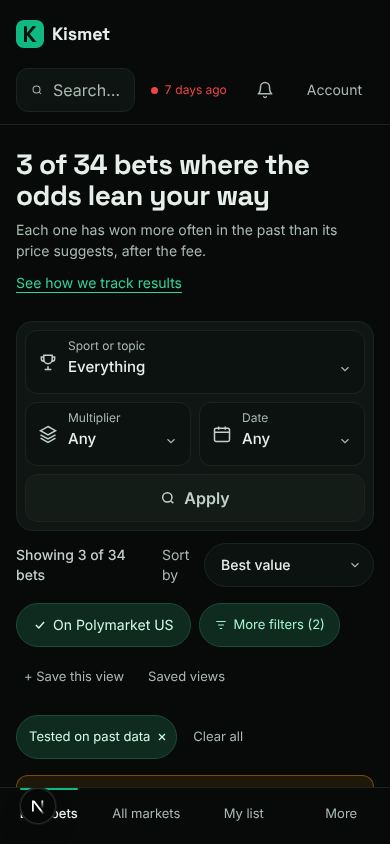 Kismet
Search...
7 days ago
Account
3 of 34 bets where the
odds lean your way
Each one has won more often in the past than its
price suggests, after the fee.
See how we track results
Sport or topic
Everything
Multiplier
Any
Date
Any
Apply
Showing 3 of 34
bets
Sort
by
Best value
On Polymarket US
More filters (2)
+ Save this view
Saved views
Tested on past data ×
Clear all
N
bets
All markets
My list
More